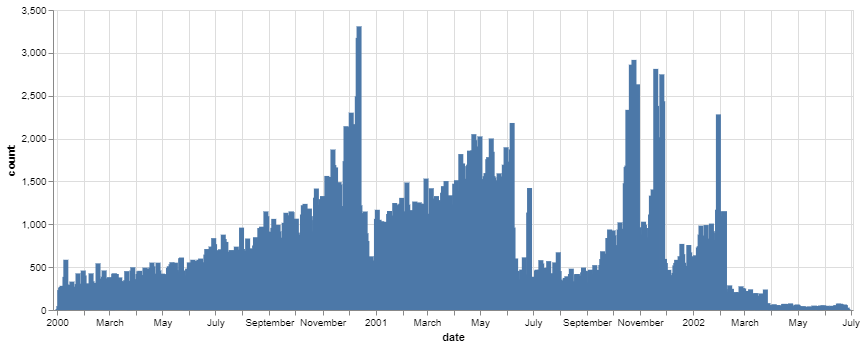 3,500
3,000
2,500
2,000
1,500
1,000
500
0
count
2000 March May July September November 2001 March May July September November 2002 March May July
date